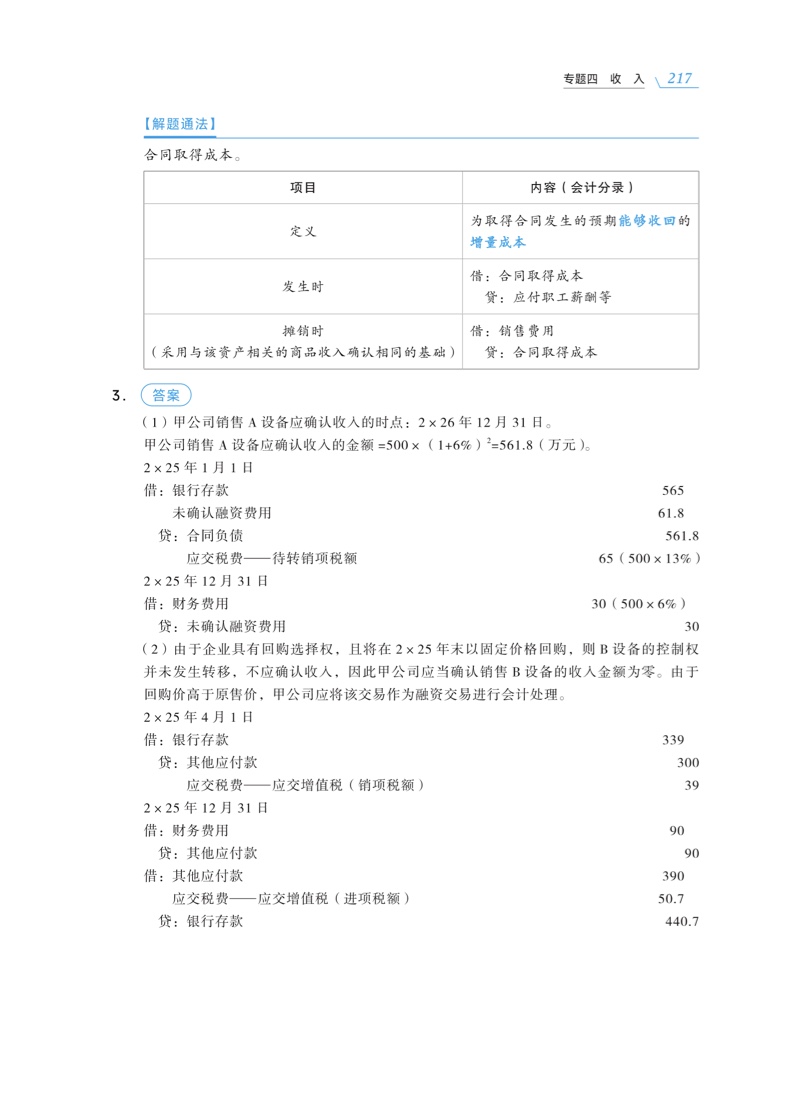 专题四 收 入 217
【解题通法】
合同取得成本。
项目 内容（会计分录）
定义 为取得合同发生的预期能够收回的
增量成本
发生时 借：合同取得成本
贷：应付职工薪酬等
摊销时 借：销售费用
（采用与该资产相关的商品收入确认相同的基础） 贷：合同取得成本
3. 答案
（1）甲公司销售 A 设备应确认收入的时点：2×26 年 12 月 31 日。
甲公司销售 A 设备应确认收入的金额 =500×（1+6%）²=561.8（万元）。
2×25 年 1 月 1 日
借：银行存款 565
未确认融资费用 61.8
贷：合同负债 561.8
应交税费——待转销项税额 65（500×13%）
2×25 年 12 月 31 日
借：财务费用 30（500×6%）
贷：未确认融资费用 30
（2）由于企业具有回购选择权，且将在 2×25 年末以固定价格回购，则 B 设备的控制权
并未发生转移，不应确认收入，因此甲公司应当确认销售 B 设备的收入金额为零。由于
回购价高于原售价，甲公司应将该交易作为融资交易进行会计处理。
2×25 年 4 月 1 日
借：银行存款 339
贷：其他应付款 300
应交税费——应交增值税（销项税额） 39
2×25 年 12 月 31 日
借：财务费用 90
贷：其他应付款 90
借：其他应付款 390
应交税费——应交增值税（进项税额） 50.7
贷：银行存款 440.7